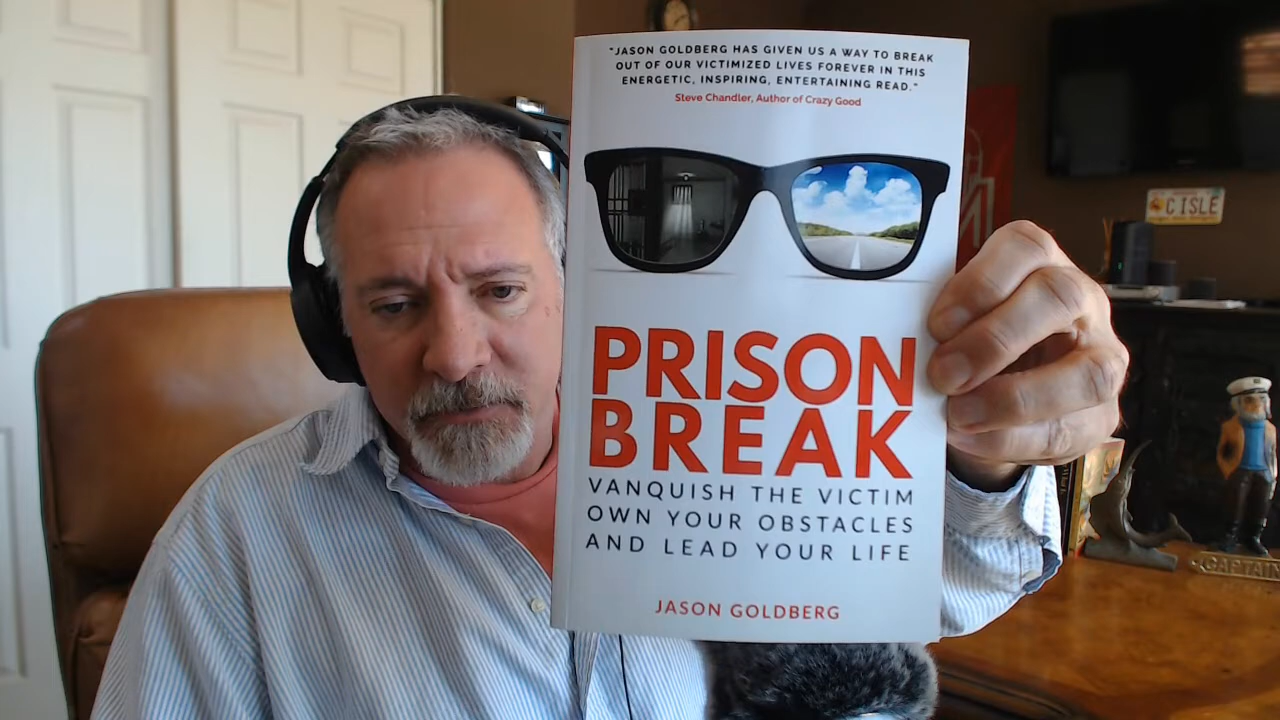 "JASON GOLDBERG HAS GIVEN US A WAY TO BREAK
OUT OF OUR VICTIMIZED LIVES FOREVER IN THIS
ENERGETIC, INSPIRING, ENTERTAINING READ."
Steve Chandler, Author of Crazy Good
PRISON
BREAK
VANQUISH THE VICTIM
OWN YOUR OBSTACLES
AND LEAD YOUR LIFE
JASON GOLDBERG
C ISLE
CAPTAIN